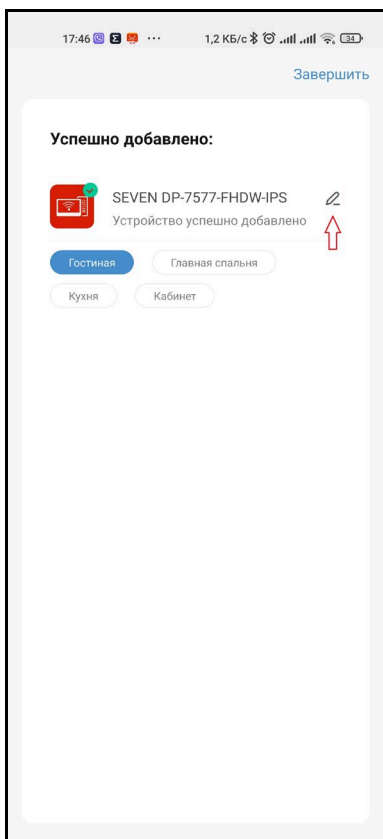 17:46 ... 1,2 КБ/с 34
Завершить
Успешно добавлено:
SEVEN DP-7577-FHDW-IPS
Устройство успешно добавлено
Гостиная Главная спальня
Кухня Кабинет